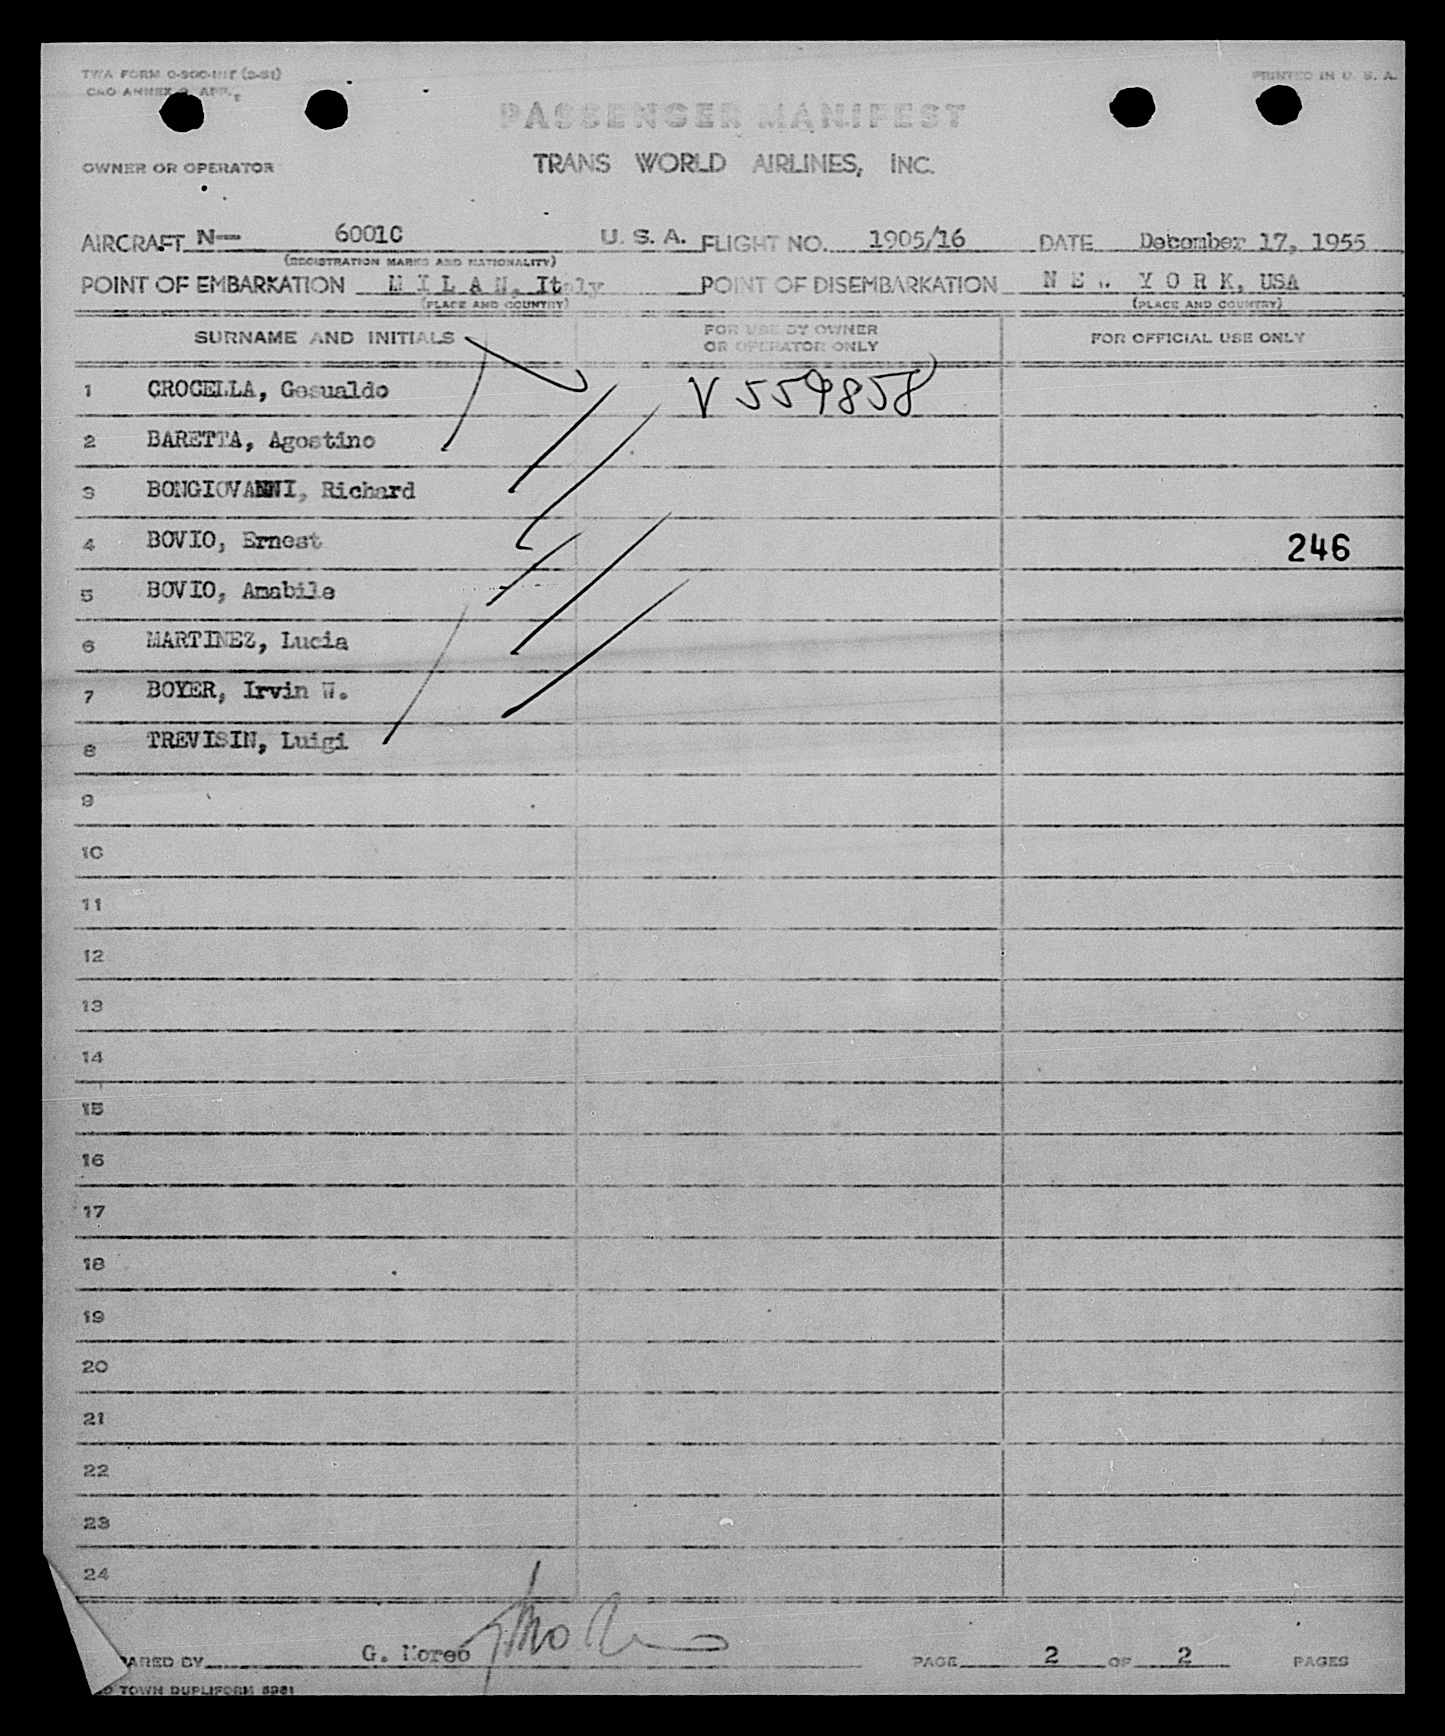 TWA FORM
PRINTED IN U. S. A.
PASSENGER MANIFEST
OWNER OR OPERATOR
TRANS WORLD AIRLINES, INC.
AIRCRAFT N— 6001C U. S. A. FLIGHT NO. 1905/16 DATE December 17, 1955
(REGISTRATION MARKS AND NATIONALITY)
POINT OF EMBARKATION M I L A N, Italy POINT OF DISEMBARKATION N E W Y O R K, USA
(PLACE AND COUNTRY) (PLACE AND COUNTRY)
SURNAME AND INITIALS FOR USE BY OWNER OR OPERATOR ONLY FOR OFFICIAL USE ONLY
1 CROCELLA, Gesualdo V 559858
2 BARETTA, Agostino
3 BONGIOVANNI, Richard
4 BOVIO, Ernest 246
5 BOVIO, Amabile
6 MARTINEZ, Lucia
7 BOYER, Irvin W.
8 TREVISIN, Luigi
9
10
11
12
13
14
15
16
17
18
19
20
21
22
23
24
ARED BY G. PAGE 2 OF 2 PAGES
TOWN DUPLIFORM 5981